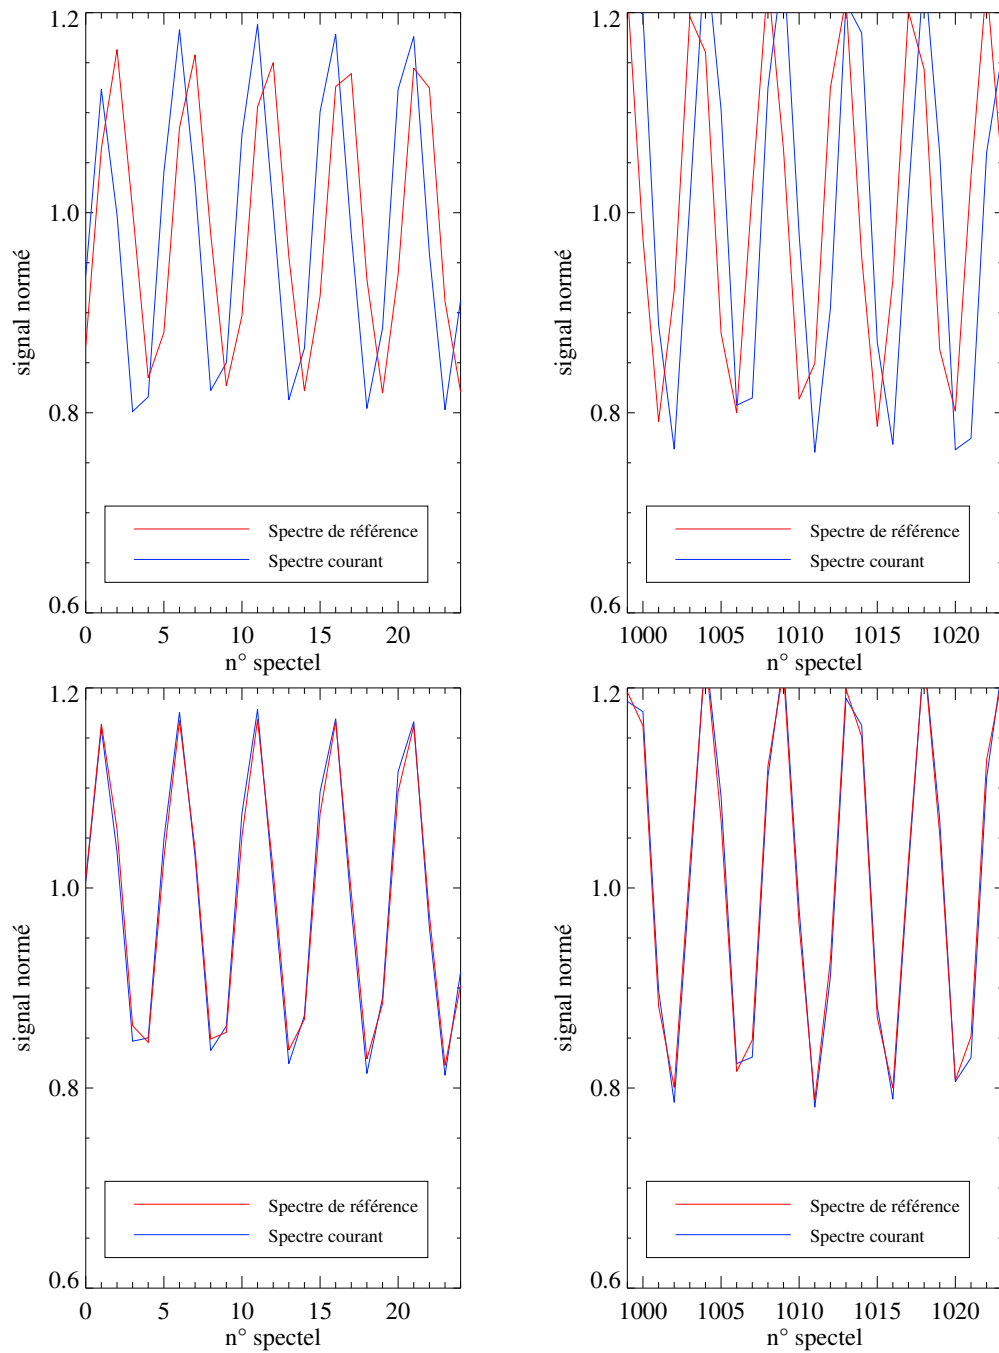 1.2
1.0
0.8
0.6
signal normé
Spectre de référence
Spectre courant
0 5 10 15 20
n° spectel
1.2
1.0
0.8
0.6
signal normé
Spectre de référence
Spectre courant
1000 1005 1010 1015 1020
n° spectel
1.2
1.0
0.8
0.6
signal normé
Spectre de référence
Spectre courant
0 5 10 15 20
n° spectel
1.2
1.0
0.8
0.6
signal normé
Spectre de référence
Spectre courant
1000 1005 1010 1015 1020
n° spectel